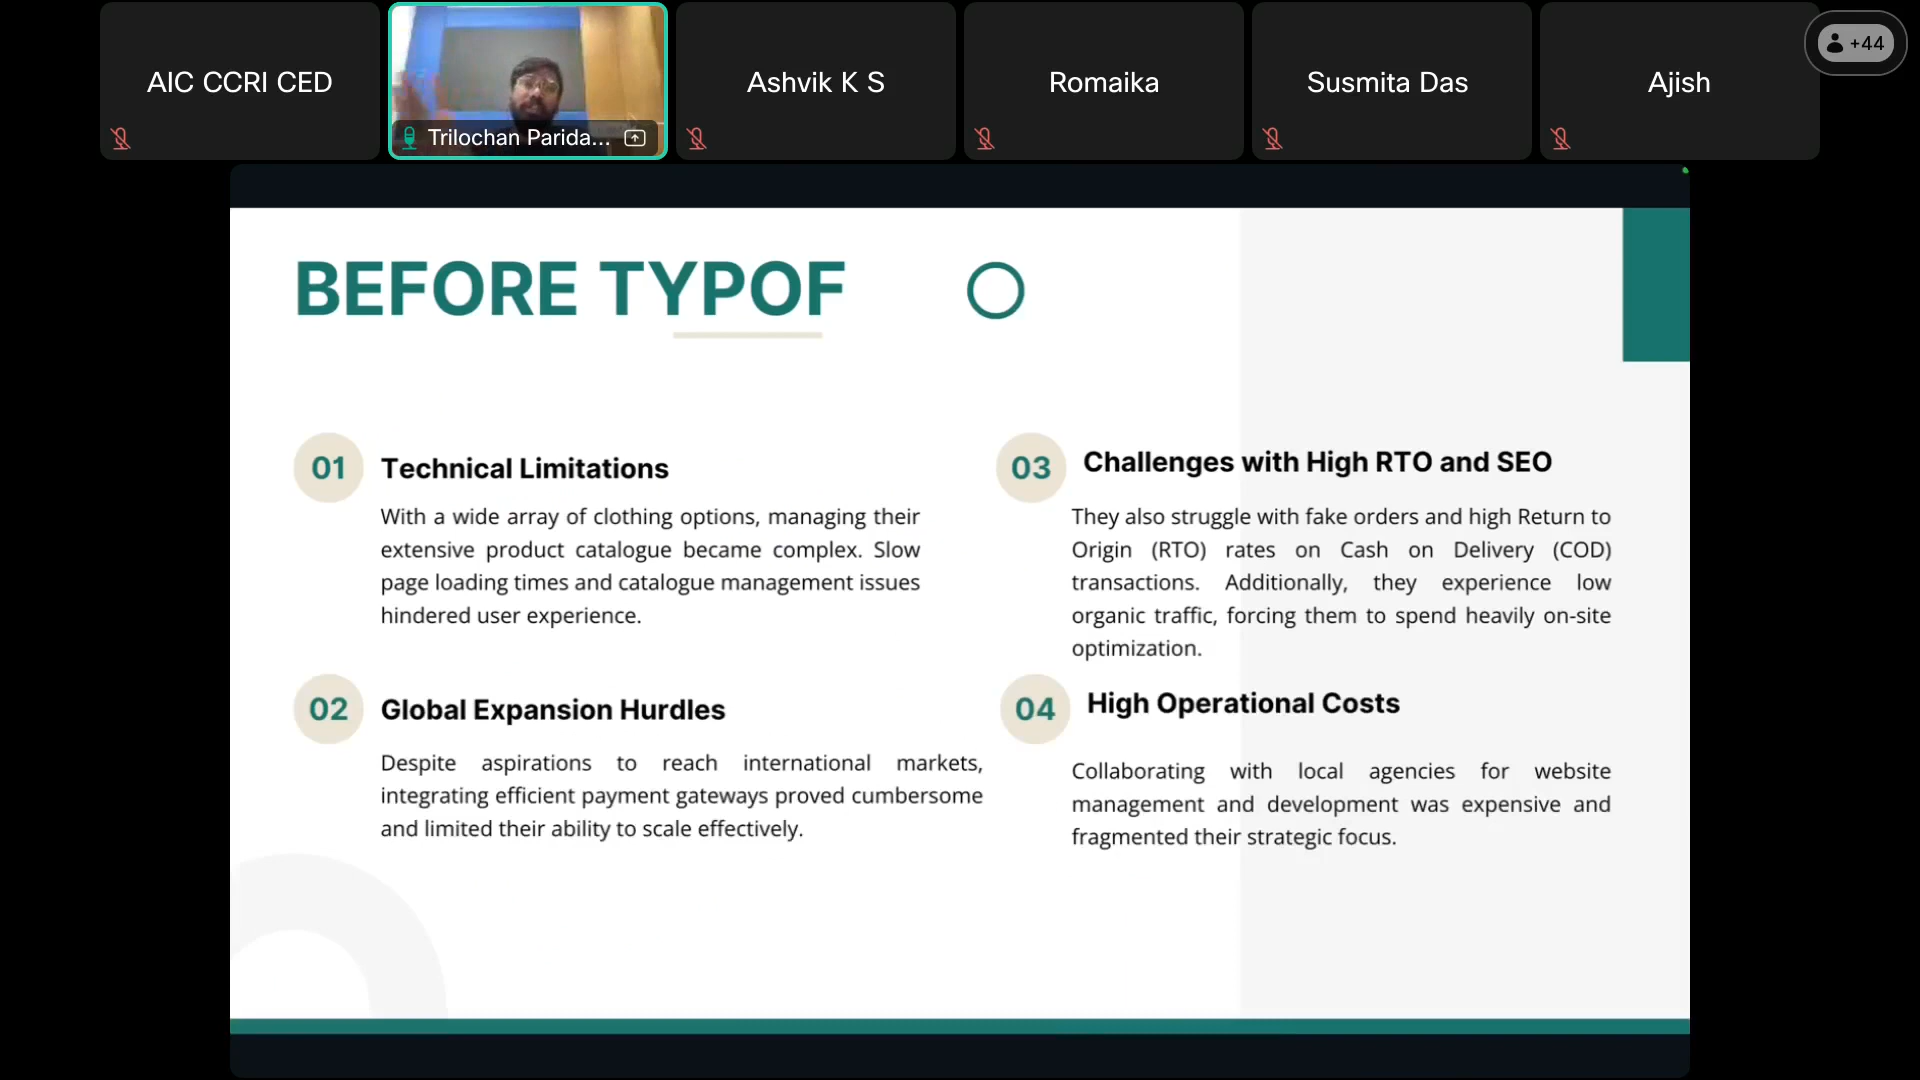 AIC CCRI CED
Trilochan Parida...
Ashvik K S
Romaika
Susmita Das
Ajish
+44
BEFORE TYPOF
01
Technical Limitations
With a wide array of clothing options, managing their
extensive product catalogue became complex. Slow
page loading times and catalogue management issues
hindered user experience.
02
Global Expansion Hurdles
Despite aspirations to reach international markets,
integrating efficient payment gateways proved cumbersome
and limited their ability to scale effectively.
03
Challenges with High RTO and SEO
They also struggle with fake orders and high Return to
Origin (RTO) rates on Cash on Delivery (COD)
transactions. Additionally, they experience low
organic traffic, forcing them to spend heavily on-site
optimization.
04
High Operational Costs
Collaborating with local agencies for website
management and development was expensive and
fragmented their strategic focus.